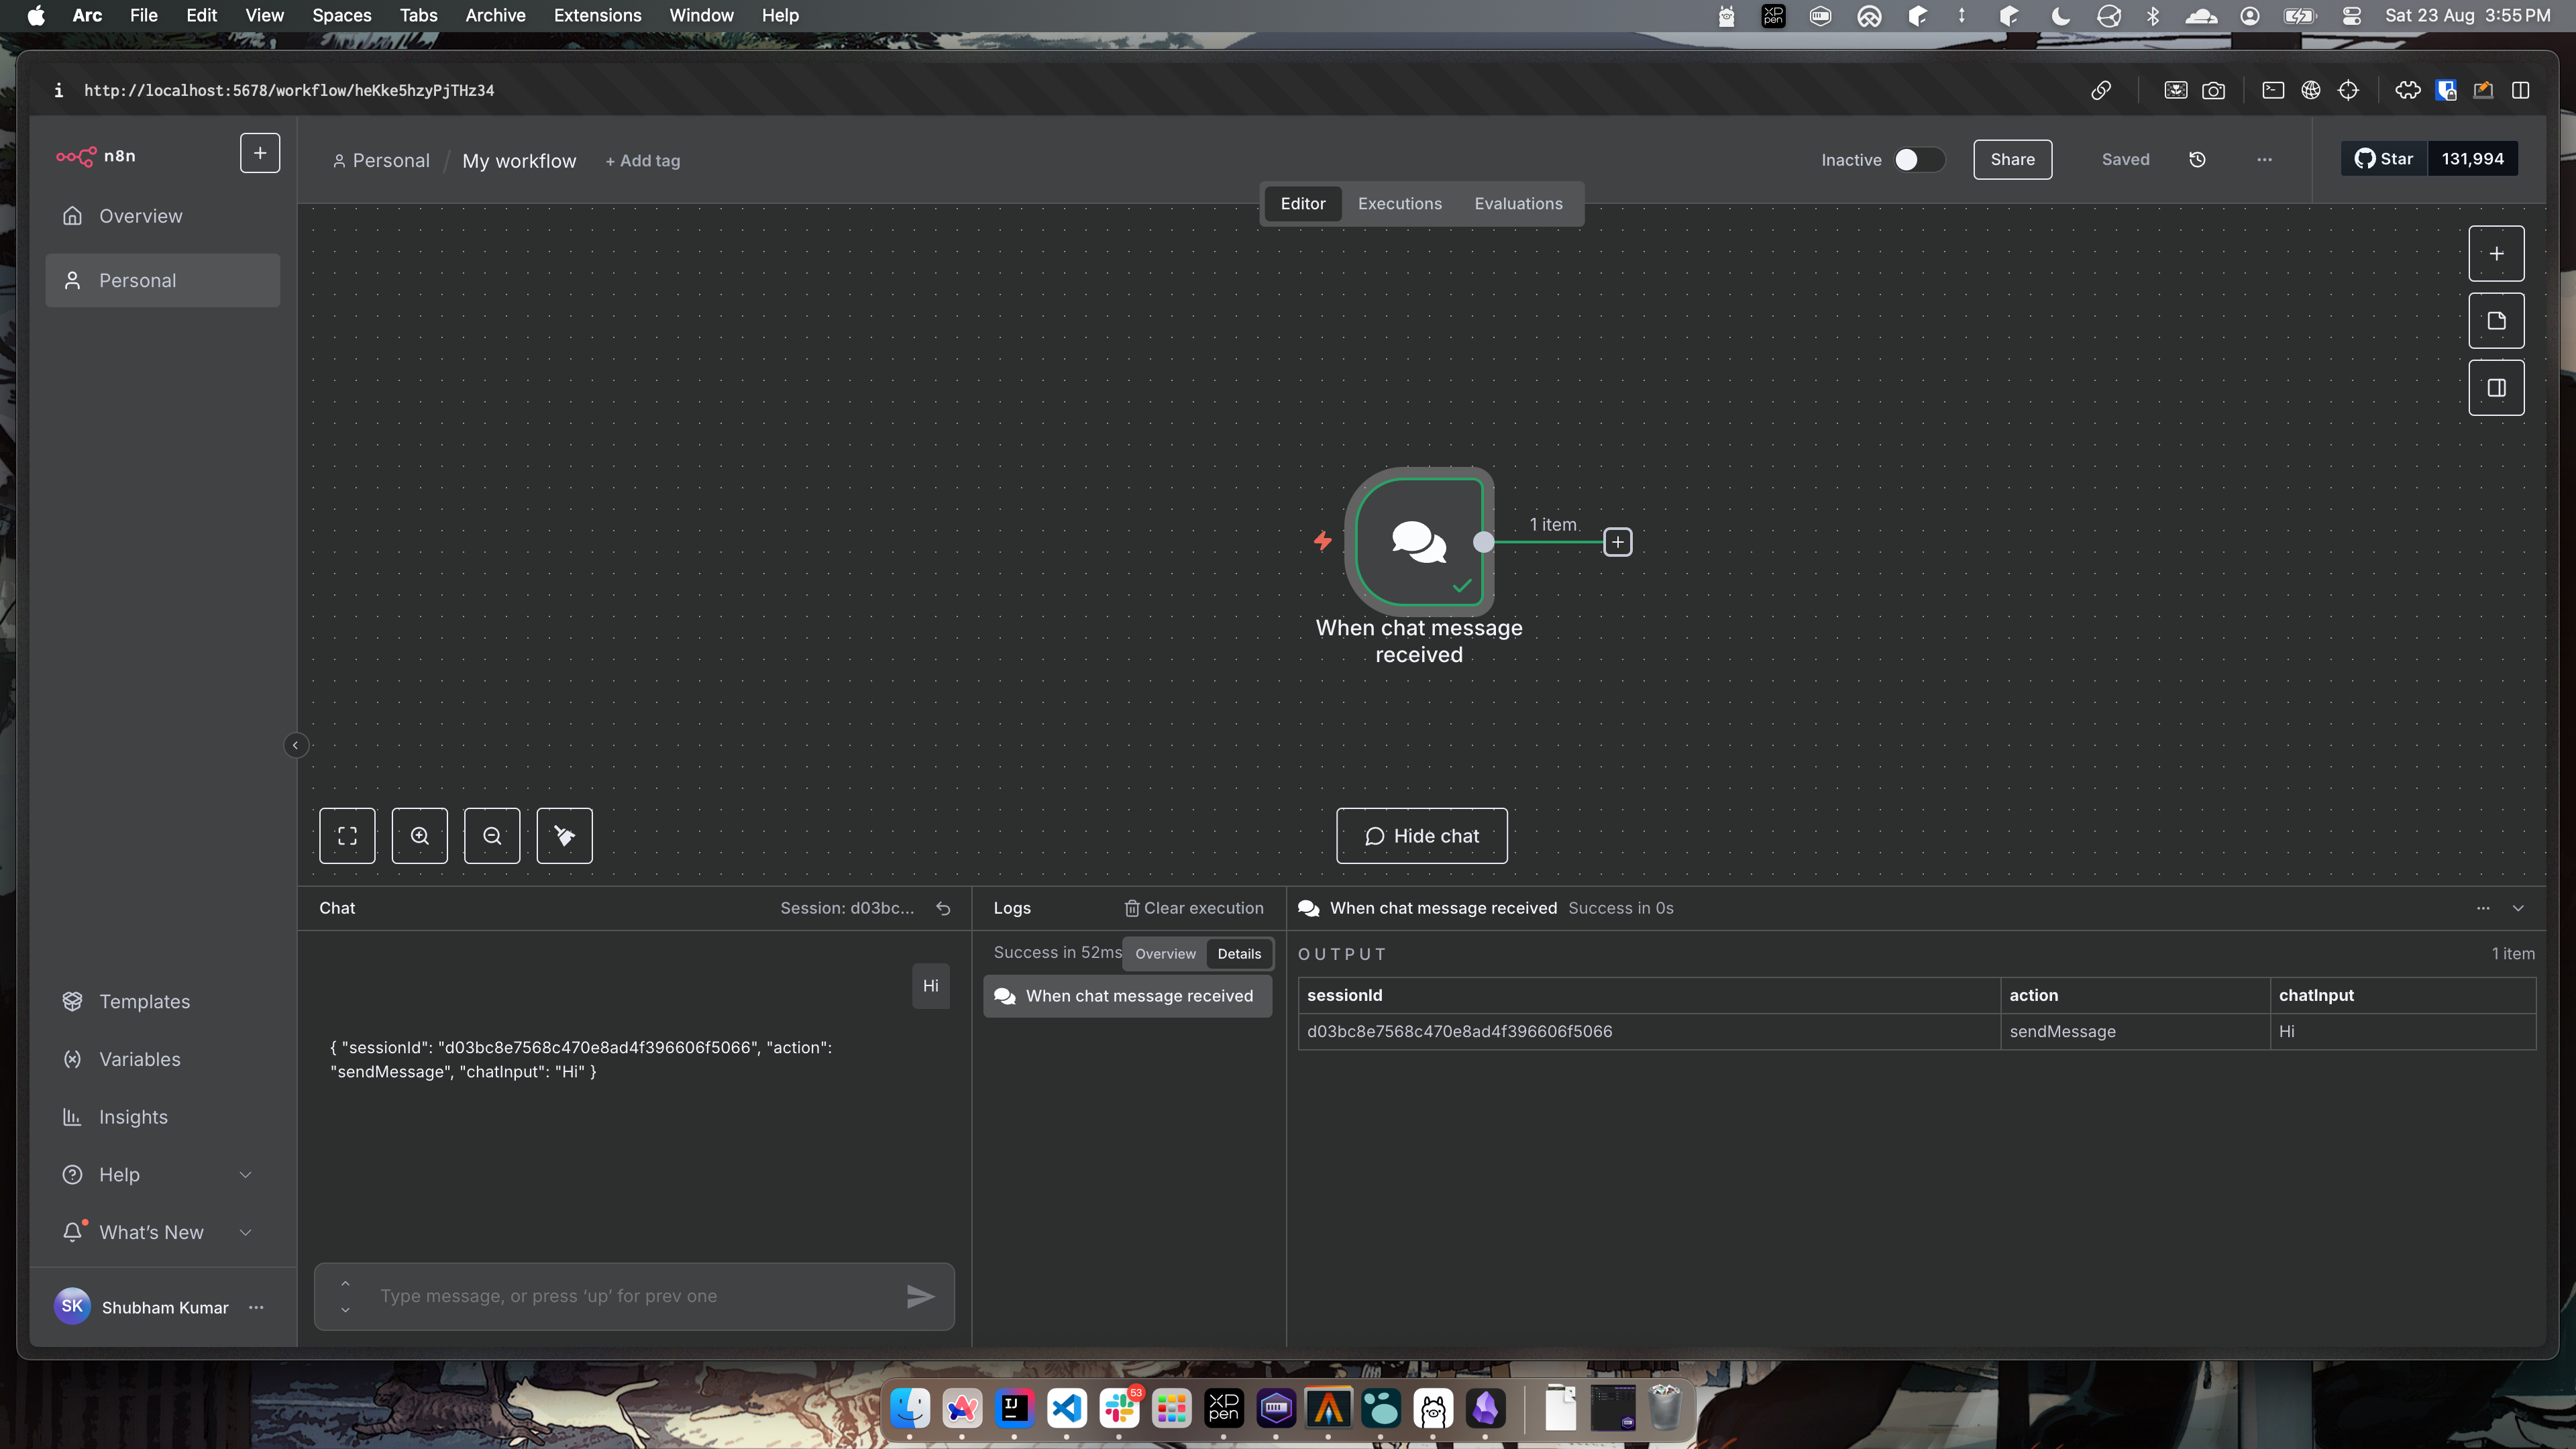 Arc File Edit View Spaces Tabs Archive Extensions Window Help
XP pen
Sat 23 Aug 3:55 PM
http://localhost:5678/workflow/heKke5hzyPjTHz34
n8n
Personal / My workflow + Add tag
Inactive
Share
Saved
Star 131,994
Editor Executions Evaluations
Overview
Personal
1 item
When chat message
received
Hide chat
Templates
Variables
Insights
Help
What's New
SK Shubham Kumar
Chat
Session: d03bc...
Hi
{ "sessionId": "d03bc8e7568c470e8ad4f396606f5066", "action":
"sendMessage", "chatInput": "Hi" }
Type message, or press 'up' for prev one
Logs
Clear execution
Success in 52ms
Overview Details
When chat message received
When chat message received Success in 0s
OUTPUT
1 item
sessionId action chatInput
d03bc8e7568c470e8ad4f396606f5066 sendMessage Hi
IJ
53
XP
pen